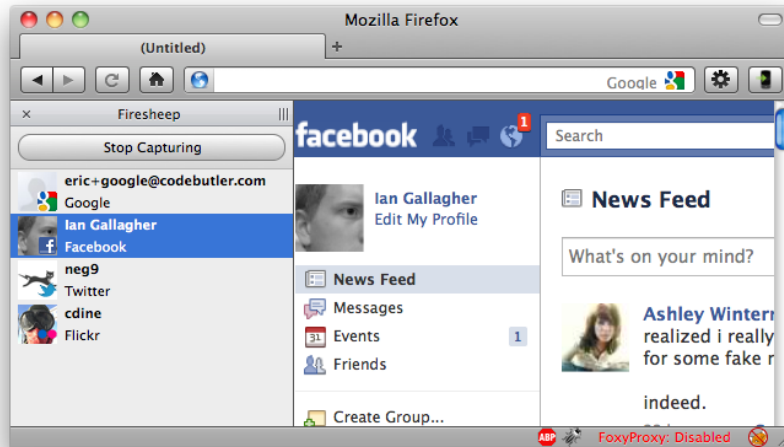 Mozilla Firefox
(Untitled)
+
Google
× Firesheep
Stop Capturing
eric+google@codebutler.com
Google
Ian Gallagher
Facebook
neg9
Twitter
cdine
Flickr
facebook
1
Search
Ian Gallagher
Edit My Profile
News Feed
Messages
31 Events 1
Friends
Create Group...
News Feed
What's on your mind?
Ashley
realized i really
for some fake
indeed.
ABP FoxyProxy: Disabled